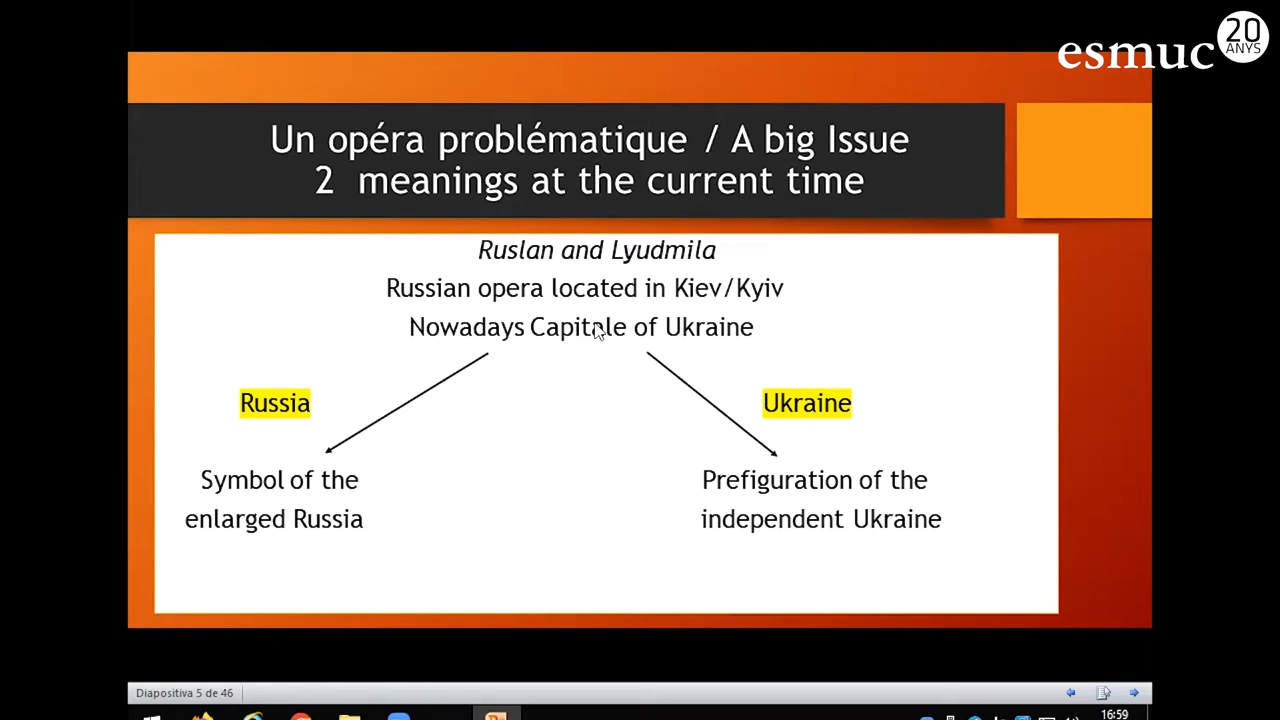 esmuc
20
ANYS
Un opéra problématique / A big Issue
2 meanings at the current time
Ruslan and Lyudmila
Russian opera located in Kiev/Kyiv
Nowadays Capitale of Ukraine
Russia
Ukraine
Symbol of the
enlarged Russia
Prefiguration of the
independent Ukraine
Diapositiva 5 de 46
16:59